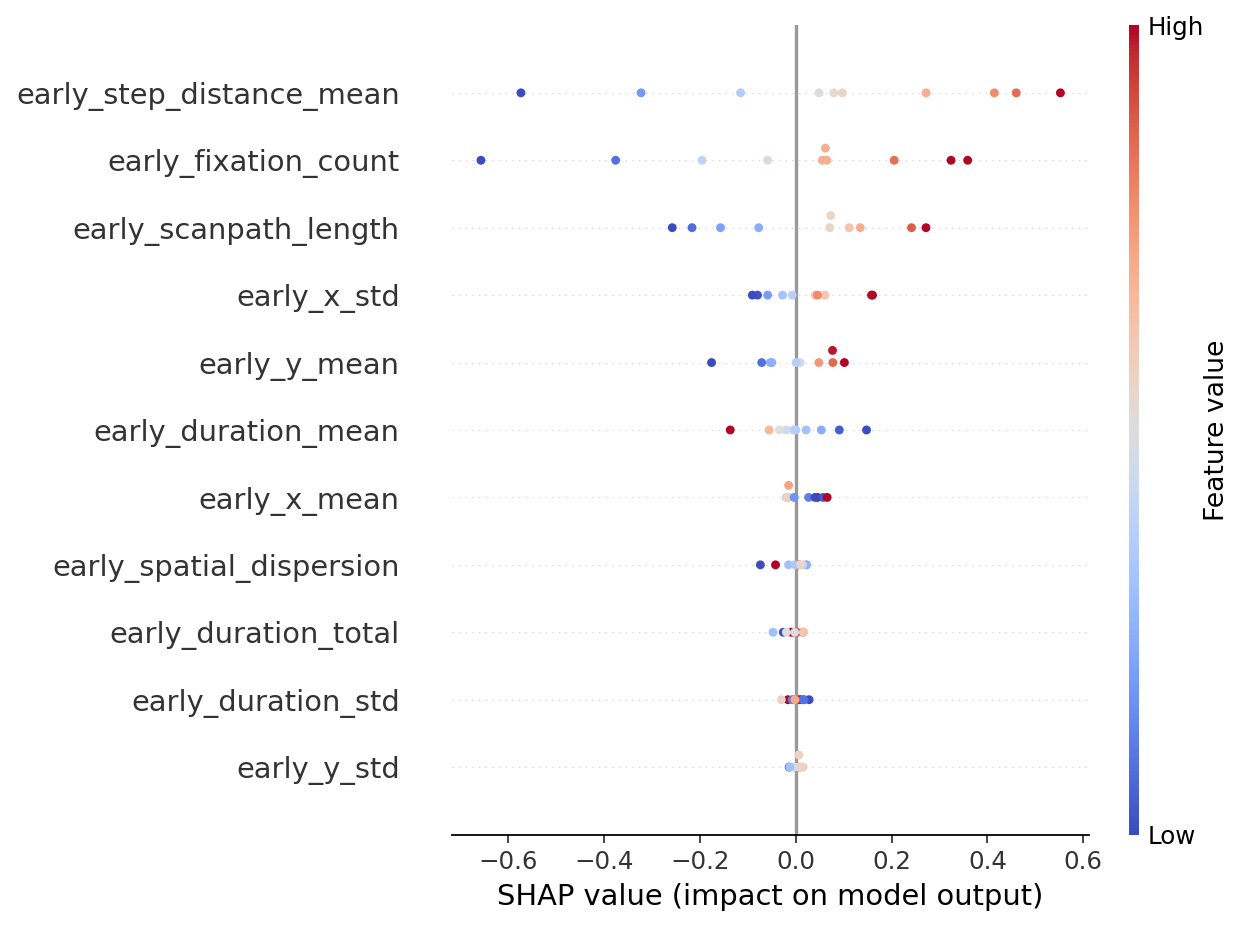 High
early_step_distance_mean
early_fixation_count
early_scanpath_length
early_x_std
early_y_mean
early_duration_mean
early_x_mean
early_spatial_dispersion
early_duration_total
early_duration_std
early_y_std
Feature value
Low
−0.6 −0.4 −0.2 0.0 0.2 0.4 0.6
SHAP value (impact on model output)